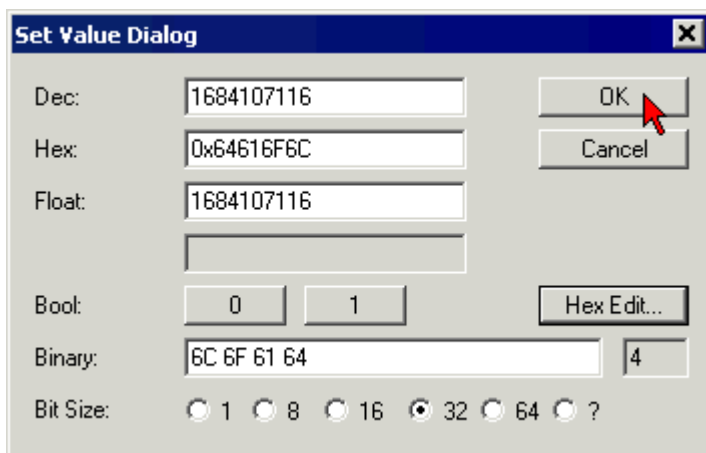 Set Value Dialog
Dec: 1684107116 OK
Hex: 0x64616F6C Cancel
Float: 1684107116
Bool: 0 1 Hex Edit...
Binary: 6C 6F 61 64 4
Bit Size: 1 8 16 32 64 ?